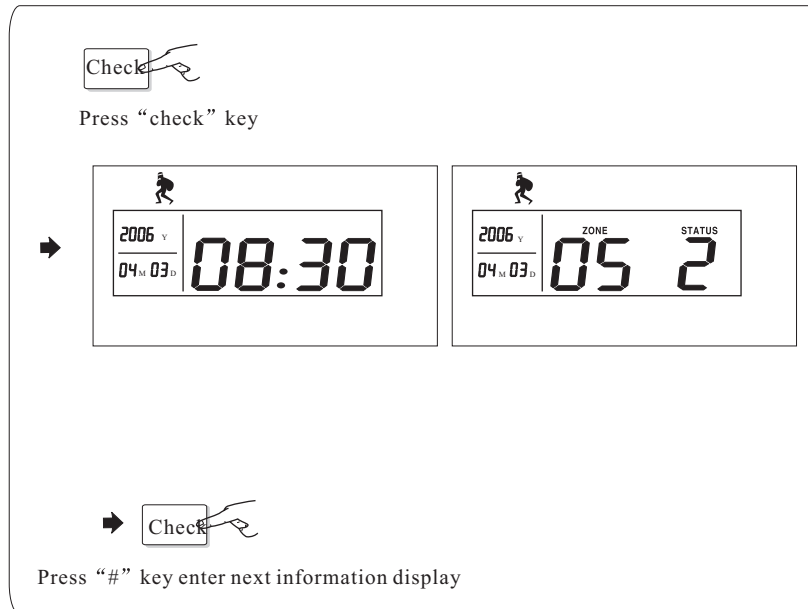 Check
Press “check” key
2006 Y
04 M 03 D
08:30
2006 Y
04 M 03 D
ZONE STATUS
05 2
Check
Press “#” key enter next information display